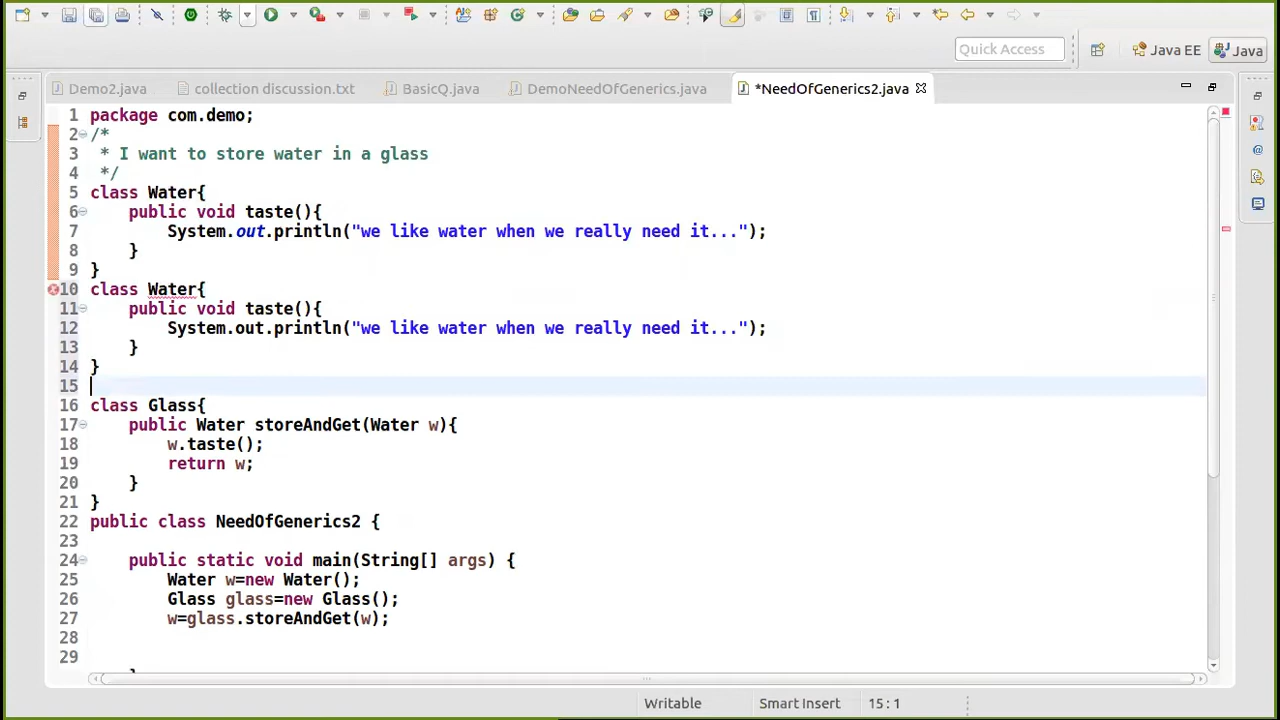 Quick Access
Java EE
Java
Demo2.java
collection discussion.txt
BasicQ.java
DemoNeedOfGenerics.java
*NeedOfGenerics2.java
1 package com.demo;
2 /*
3  * I want to store water in a glass
4  */
5 class Water{
6     public void taste(){
7         System.out.println("we like water when we really need it...");
8     }
9 }
10 class Water{
11     public void taste(){
12         System.out.println("we like water when we really need it...");
13     }
14 }
15
16 class Glass{
17     public Water storeAndGet(Water w){
18         w.taste();
19         return w;
20     }
21 }
22 public class NeedOfGenerics2 {
23
24     public static void main(String[] args) {
25         Water w=new Water();
26         Glass glass=new Glass();
27         w=glass.storeAndGet(w);
28
29
Writable
Smart Insert
15 : 1